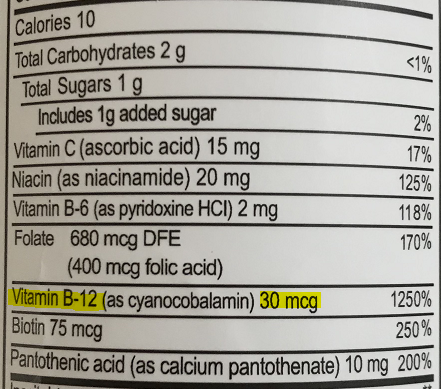 Calories 10
Total Carbohydrates 2 g <1%
Total Sugars 1 g
Includes 1g added sugar 2%
Vitamin C (ascorbic acid) 15 mg 17%
Niacin (as niacinamide) 20 mg 125%
Vitamin B-6 (as pyridoxine HCl) 2 mg 118%
Folate 680 mcg DFE 170%
(400 mcg folic acid)
Vitamin B-12 (as cyanocobalamin) 30 mcg 1250%
Biotin 75 mcg 250%
Pantothenic acid (as calcium pantothenate) 10 mg 200%